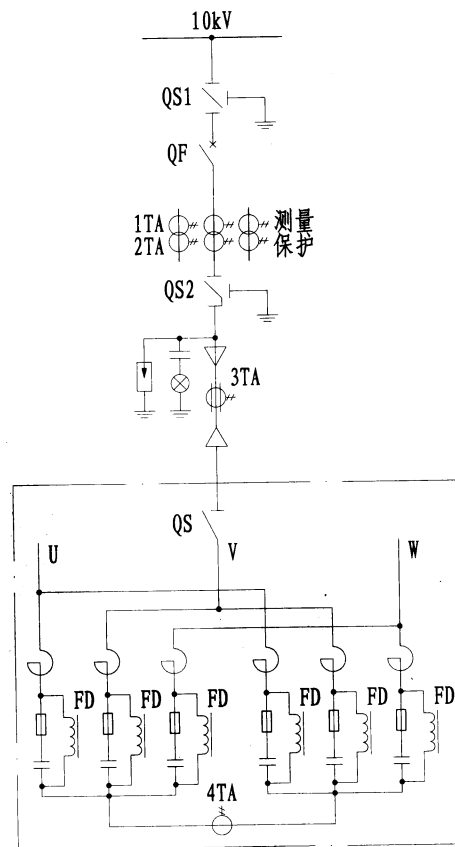 10kV
QS1
QF
1TA 测量
2TA 保护
QS2
3TA
QS
U V W
FD FD FD FD FD FD
4TA